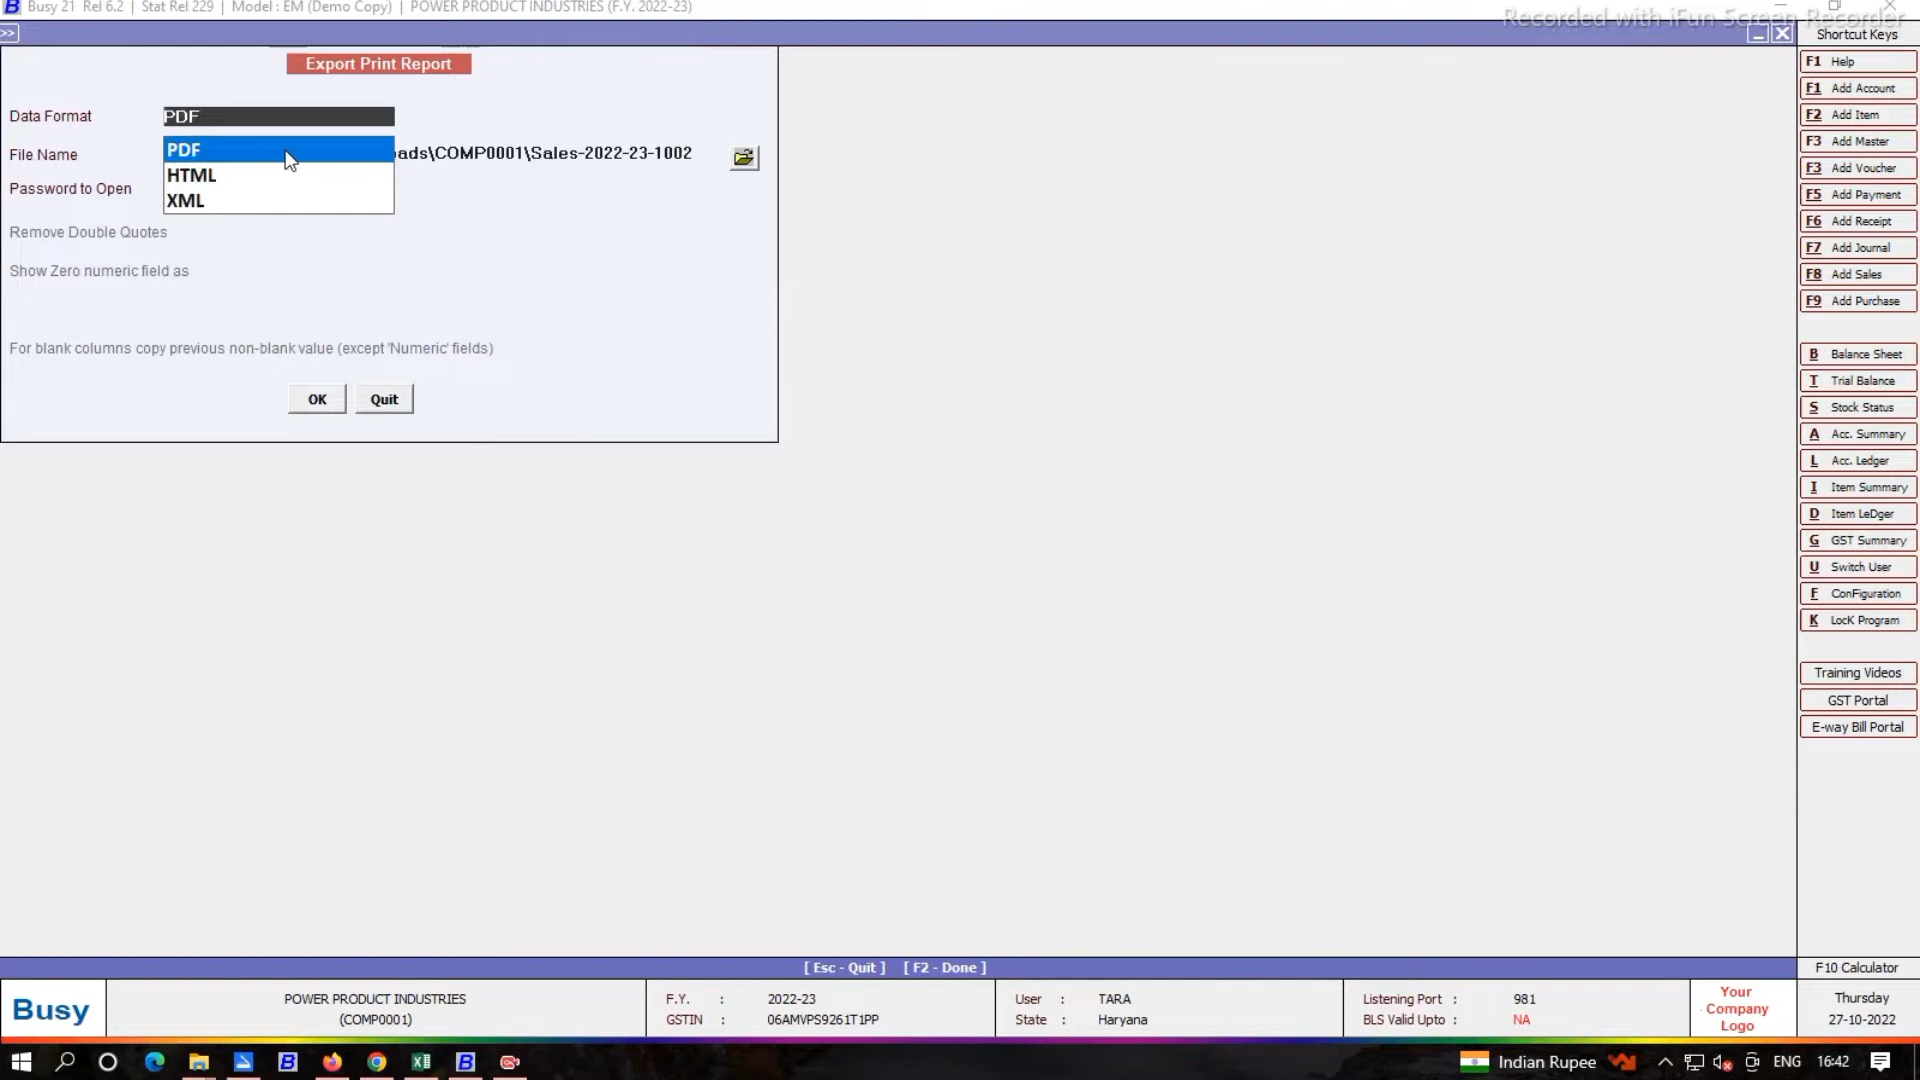 Busy 21 Rel 6.2 | Stat Rel 229 | Model : EM (Demo Copy) | POWER PRODUCT INDUSTRIES (F.Y. 2022-23)
Recorded with iFun Screen Recorder
>>
Shortcut Keys
Export Print Report
Data Format PDF
PDF
HTML
XML
File Name ads\COMP0001\Sales-2022-23-1002
Password to Open
Remove Double Quotes
Show Zero numeric field as
For blank columns copy previous non-blank value (except 'Numeric' fields)
OK Quit
F1 Help
F1 Add Account
F2 Add Item
F3 Add Master
F3 Add Voucher
F5 Add Payment
F6 Add Receipt
F7 Add Journal
F8 Add Sales
F9 Add Purchase
B Balance Sheet
T Trial Balance
S Stock Status
A Acc. Summary
L Acc. Ledger
I Item Summary
D Item LeDger
G GST Summary
U Switch User
F ConFiguration
K LocK Program
Training Videos
GST Portal
E-way Bill Portal
[ Esc - Quit ] [ F2 - Done ]
F10 Calculator
Busy
POWER PRODUCT INDUSTRIES
(COMP0001)
F.Y. : 2022-23
GSTIN : 06AMVPS9261T1PP
User : TARA
State : Haryana
Listening Port : 981
BLS Valid Upto : NA
Your
Company
Logo
Thursday
27-10-2022
Indian Rupee
ENG
16:42